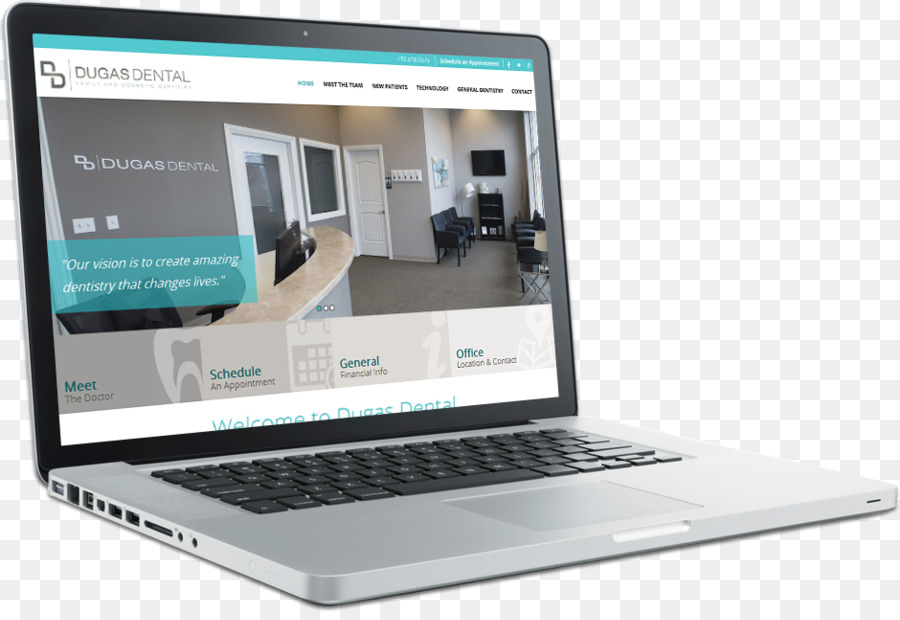 Schedule an Appointment
DD DUGAS DENTAL
FAMILY AND COSMETIC DENTISTRY
HOME MEET THE TEAM NEW PATIENTS TECHNOLOGY GENERAL DENTISTRY CONTACT
DD DUGAS DENTAL
"Our vision is to create amazing
dentistry that changes lives."
Meet
The Doctor
Schedule
An Appointment
General
Financial Info
Office
Location & Contact
Welcome to Dugas Dental